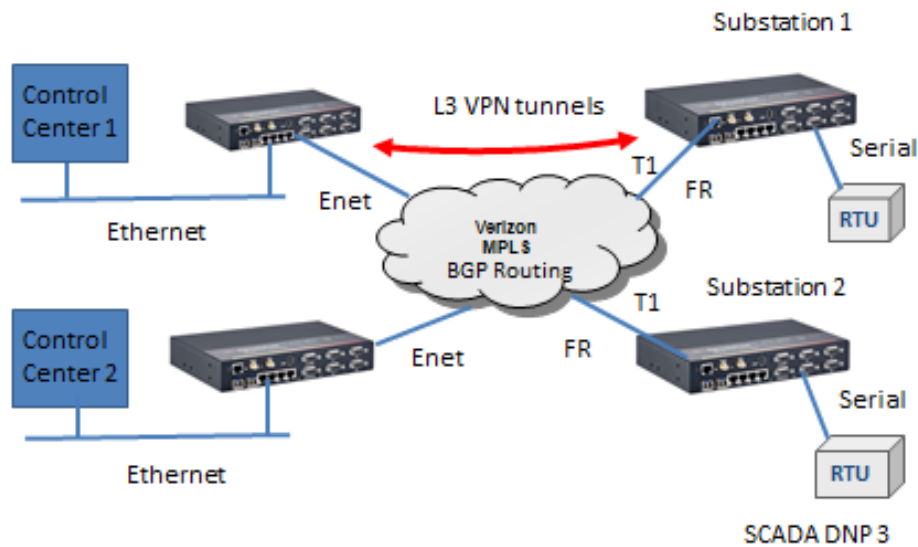 Substation 1
Control
Center 1
L3 VPN tunnels
T1
Serial
FR
Enet
RTU
Ethernet
Verizon
MPLS
BGP Routing
Substation 2
T1
Control
Center 2
Enet
FR
Serial
Ethernet
RTU
SCADA DNP 3